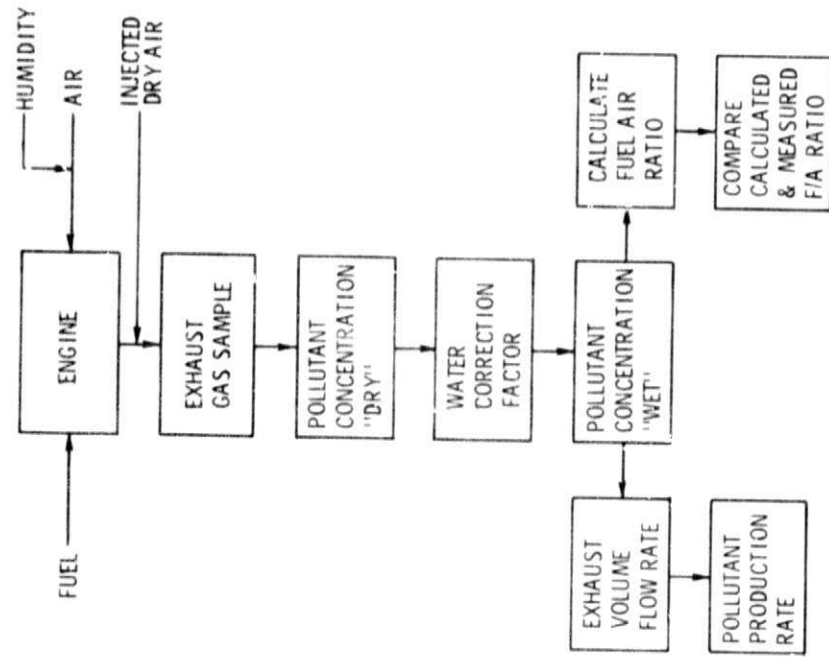 HUMIDITY
AIR
INJECTED
DRY AIR
FUEL
ENGINE
EXHAUST
GAS SAMPLE
POLLUTANT
CONCENTRATION
"DRY"
WATER
CORRECTION
FACTOR
POLLUTANT
CONCENTRATION
"WET"
EXHAUST
VOLUME
FLOW RATE
POLLUTANT
PRODUCTION
RATE
CALCULATE
FUEL AIR
RATIO
COMPARE
CALCULATED
& MEASURED
F/A RATIO